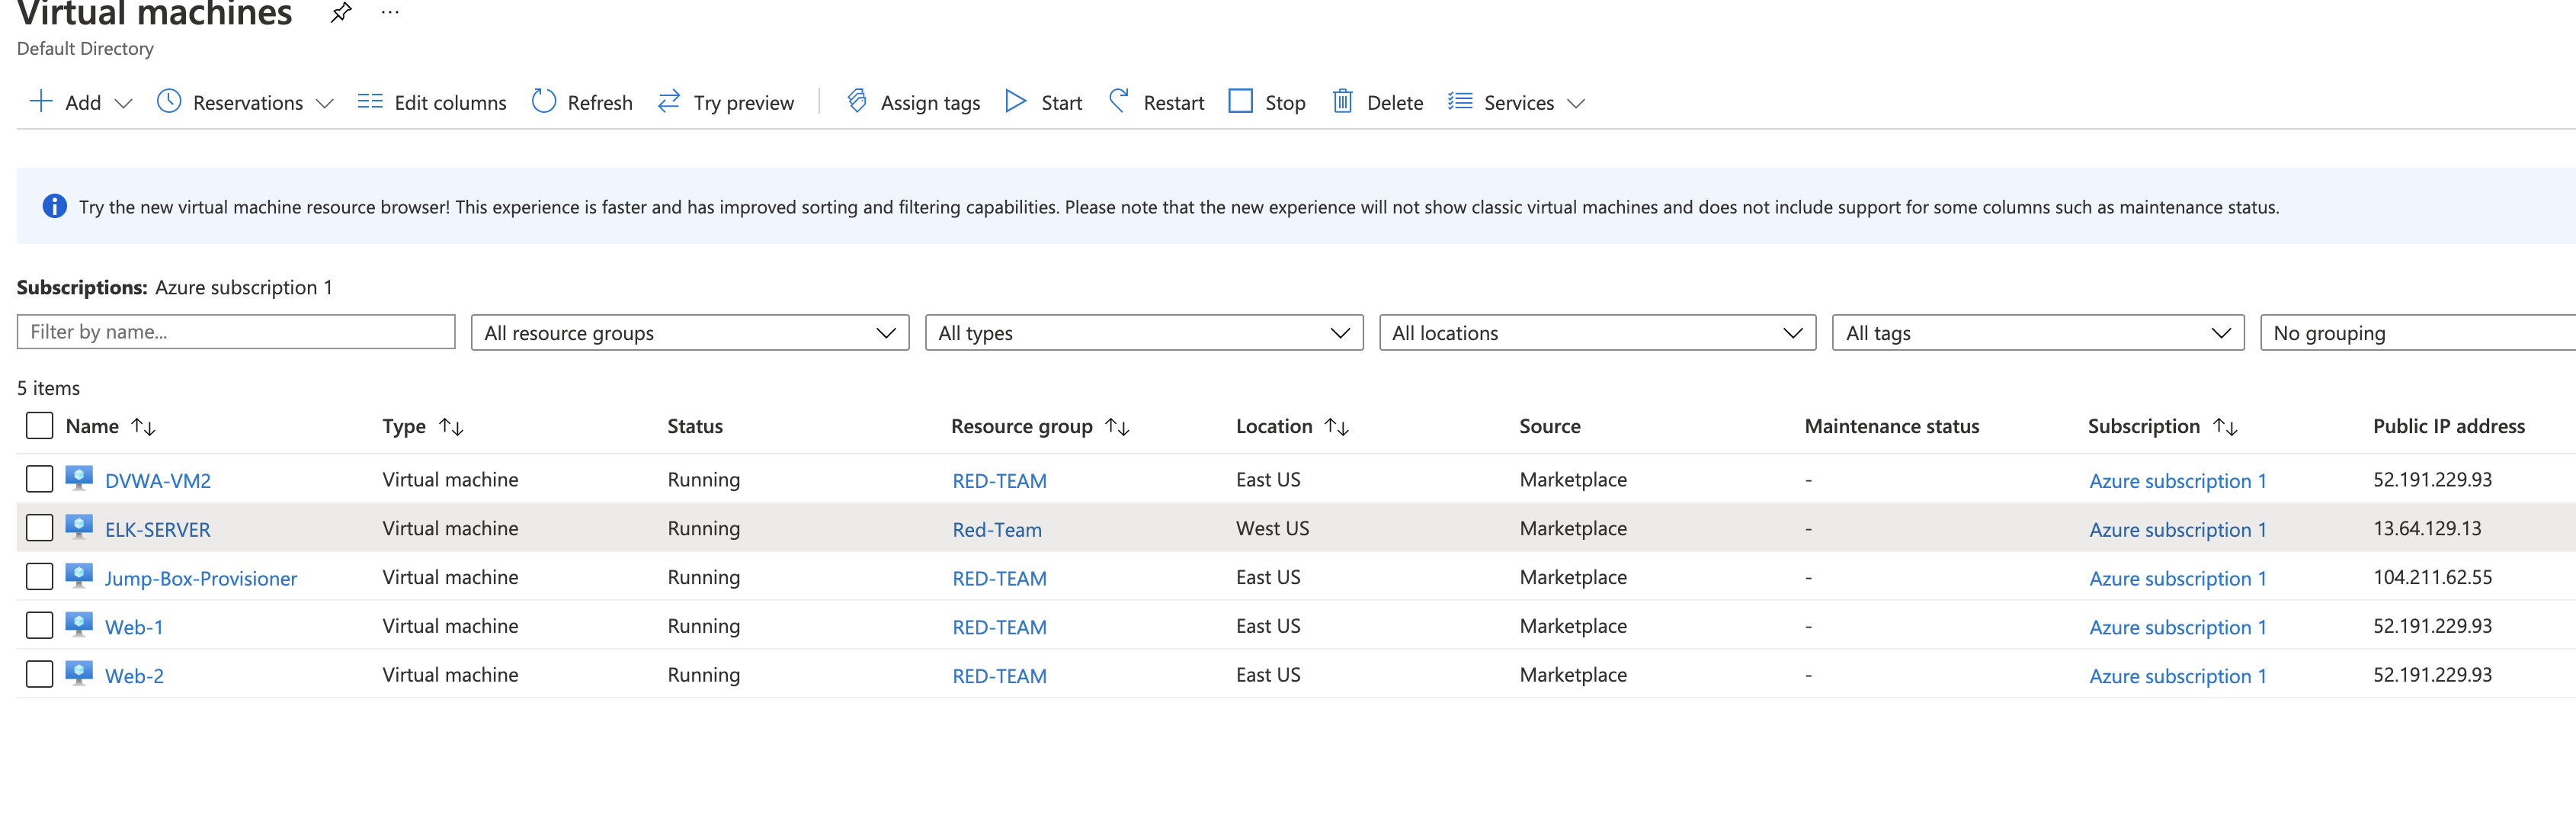 Virtual machines ...
Default Directory
Add Reservations Edit columns Refresh Try preview Assign tags Start Restart Stop Delete Services
Try the new virtual machine resource browser! This experience is faster and has improved sorting and filtering capabilities. Please note that the new experience will not show classic virtual machines and does not include support for some columns such as maintenance status.
Subscriptions: Azure subscription 1
Filter by name... All resource groups All types All locations All tags No grouping
5 items
Name ↑↓ Type ↑↓ Status Resource group ↑↓ Location ↑↓ Source Maintenance status Subscription ↑↓ Public IP address
DVWA-VM2 Virtual machine Running RED-TEAM East US Marketplace - Azure subscription 1 52.191.229.93
ELK-SERVER Virtual machine Running Red-Team West US Marketplace - Azure subscription 1 13.64.129.13
Jump-Box-Provisioner Virtual machine Running RED-TEAM East US Marketplace - Azure subscription 1 104.211.62.55
Web-1 Virtual machine Running RED-TEAM East US Marketplace - Azure subscription 1 52.191.229.93
Web-2 Virtual machine Running RED-TEAM East US Marketplace - Azure subscription 1 52.191.229.93